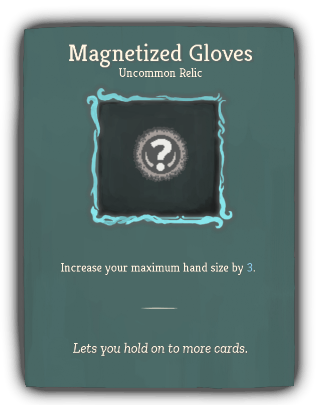 Magnetized Gloves
Uncommon Relic
?
Increase your maximum hand size by 3.
Lets you hold on to more cards.